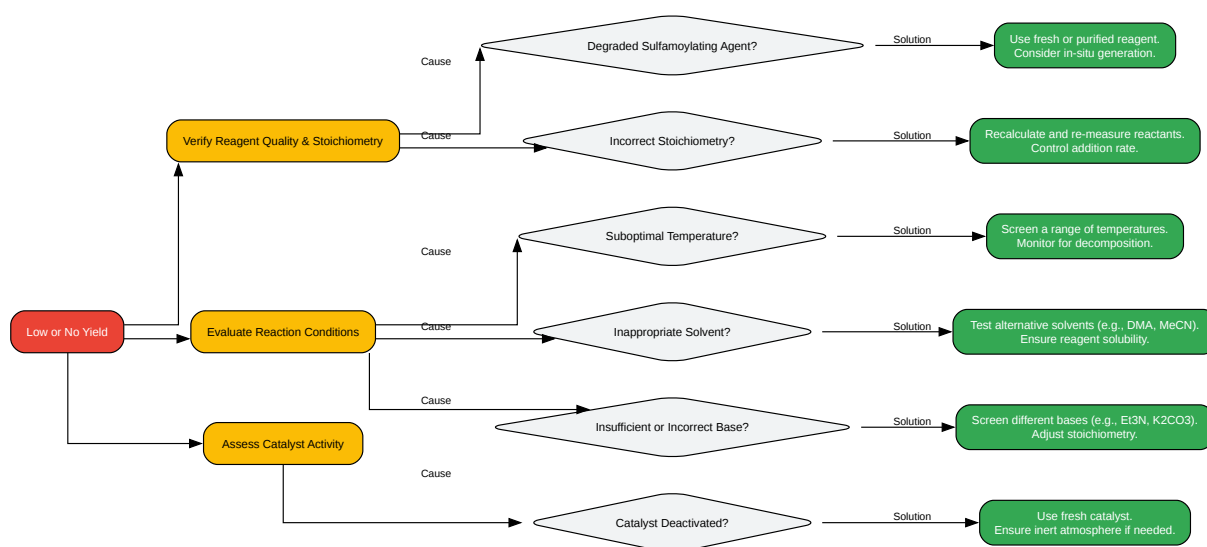 Degraded Sulfamoylating Agent?
Solution
Use fresh or purified reagent.
Consider in-situ generation.
Cause
Verify Reagent Quality & Stoichiometry
Cause
Incorrect Stoichiometry?
Solution
Recalculate and re-measure reactants.
Control addition rate.
Cause
Suboptimal Temperature?
Solution
Screen a range of temperatures.
Monitor for decomposition.
Low or No Yield
Evaluate Reaction Conditions
Cause
Inappropriate Solvent?
Solution
Test alternative solvents (e.g., DMA, MeCN).
Ensure reagent solubility.
Cause
Insufficient or Incorrect Base?
Solution
Screen different bases (e.g., Et3N, K2CO3).
Adjust stoichiometry.
Assess Catalyst Activity
Cause
Catalyst Deactivated?
Solution
Use fresh catalyst.
Ensure inert atmosphere if needed.